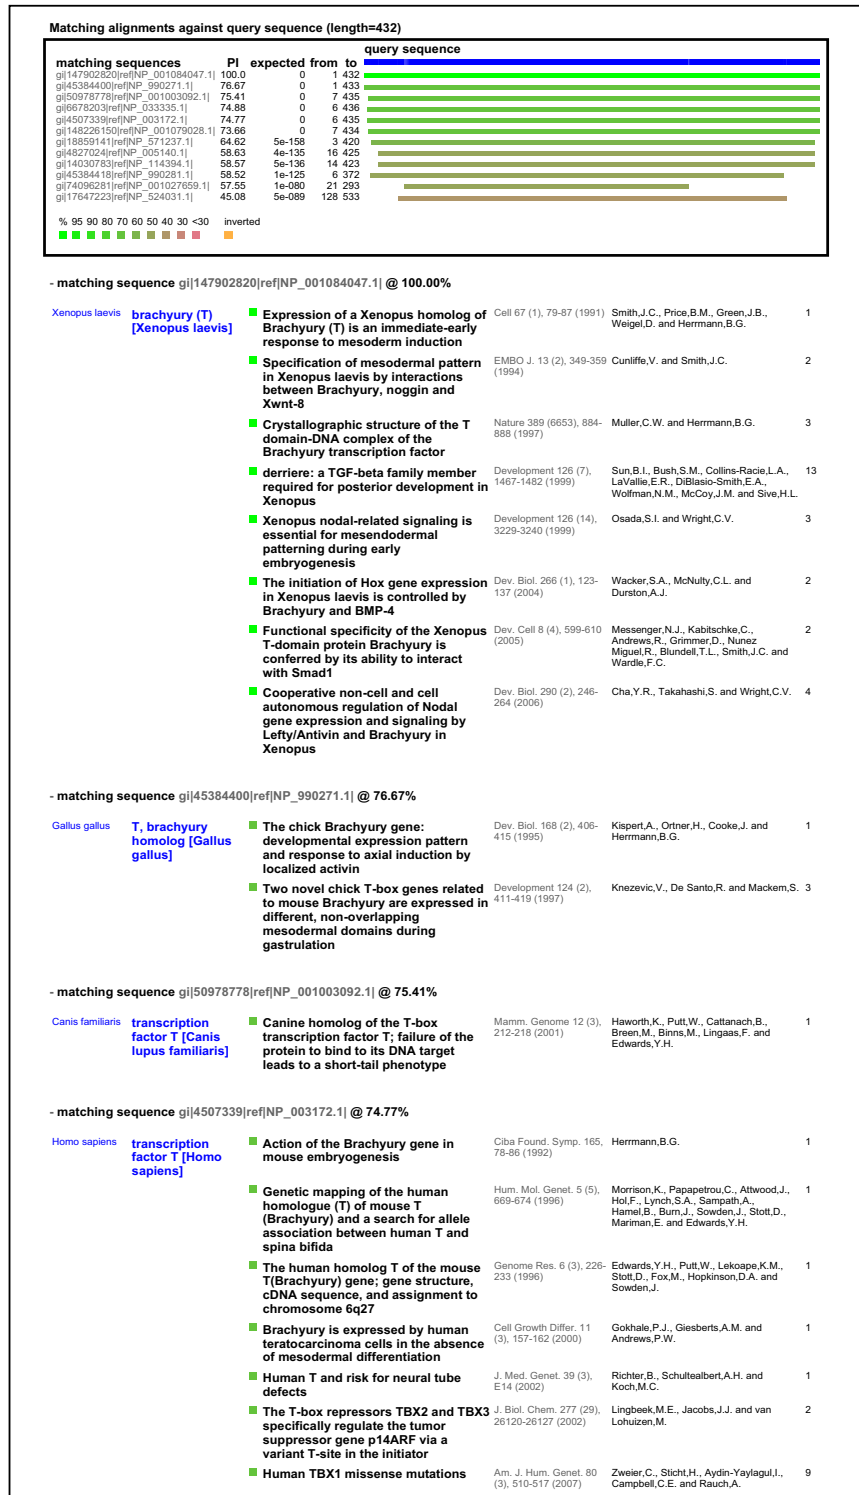 Matching alignments against query sequence (length=432)
query sequence
matching sequences PI expected from to
gi|147902820|ref|NP_001084047.1| 100.0 0 1 432
gi|45384400|ref|NP_990271.1| 76.67 0 1 433
gi|50978778|ref|NP_001003092.1| 75.41 0 7 435
gi|6678203|ref|NP_033335.1| 74.88 0 6 436
gi|4507339|ref|NP_003172.1| 74.77 0 6 435
gi|148226150|ref|NP_001079028.1| 73.66 0 7 434
gi|18859141|ref|NP_571237.1| 64.62 5e-158 3 420
gi|4827024|ref|NP_005140.1| 58.63 4e-135 16 425
gi|14030783|ref|NP_114394.1| 58.57 5e-136 14 423
gi|45384418|ref|NP_990281.1| 58.52 1e-125 6 372
gi|74096281|ref|NP_001027659.1| 57.55 1e-080 21 293
gi|17647223|ref|NP_524031.1| 45.08 5e-089 128 533
% 95 90 80 70 60 50 40 30 <30 inverted
- matching sequence gi|147902820|ref|NP_001084047.1| @ 100.00%
Xenopus laevis brachyury (T) Expression of a Xenopus homolog of Cell 67 (1), 79-87 (1991) Smith,J.C., Price,B.M., Green,J.B., 1
[Xenopus laevis] Brachyury (T) is an immediate-early Weigel,D. and Herrmann,B.G.
response to mesoderm induction
Specification of mesodermal pattern EMBO J. 13 (2), 349-359 Cunliffe,V. and Smith,J.C. 2
in Xenopus laevis by interactions (1994)
between Brachyury, noggin and
Xwnt-8
Crystallographic structure of the T Nature 389 (6653), 884- Muller,C.W. and Herrmann,B.G. 3
domain-DNA complex of the 888 (1997)
Brachyury transcription factor
derriere: a TGF-beta family member Development 126 (7), Sun,B.I., Bush,S.M., Collins-Racie,L.A., 13
required for posterior development in 1467-1482 (1999) LaVallie,E.R., DiBlasio-Smith,E.A.,
Xenopus Wolfman,N.M., McCoy,J.M. and Sive,H.L.
Xenopus nodal-related signaling is Development 126 (14), Osada,S.I. and Wright,C.V. 3
essential for mesendodermal 3229-3240 (1999)
patterning during early
embryogenesis
The initiation of Hox gene expression Dev. Biol. 266 (1), 123- Wacker,S.A., McNulty,C.L. and 2
in Xenopus laevis is controlled by 137 (2004) Durston,A.J.
Brachyury and BMP-4
Functional specificity of the Xenopus Dev. Cell 8 (4), 599-610 Messenger,N.J., Kabitschke,C., 2
T-domain protein Brachyury is (2005) Andrews,R., Grimmer,D., Nunez
conferred by its ability to interact Miguel,R., Blundell,T.L., Smith,J.C. and
with Smad1 Wardle,F.C.
Cooperative non-cell and cell Dev. Biol. 290 (2), 246- Cha,Y.R., Takahashi,S. and Wright,C.V. 4
autonomous regulation of Nodal 264 (2006)
gene expression and signaling by
Lefty/Antivin and Brachyury in
Xenopus
- matching sequence gi|45384400|ref|NP_990271.1| @ 76.67%
Gallus gallus T, brachyury The chick Brachyury gene: Dev. Biol. 168 (2), 406- Kispert,A., Ortner,H., Cooke,J. and 1
homolog [Gallus developmental expression pattern 415 (1995) Herrmann,B.G.
gallus] and response to axial induction by
localized activin
Two novel chick T-box genes related Development 124 (2), Knezevic,V., De Santo,R. and Mackem,S. 3
to mouse Brachyury are expressed in 411-419 (1997)
different, non-overlapping
mesodermal domains during
gastrulation
- matching sequence gi|50978778|ref|NP_001003092.1| @ 75.41%
Canis familiaris transcription Canine homolog of the T-box Mamm. Genome 12 (3), Haworth,K., Putt,W., Cattanach,B., 1
factor T [Canis transcription factor T; failure of the 212-218 (2001) Breen,M., Binns,M., Lingaas,F. and
lupus familiaris] protein to bind to its DNA target Edwards,Y.H.
leads to a short-tail phenotype
- matching sequence gi|4507339|ref|NP_003172.1| @ 74.77%
Homo sapiens transcription Action of the Brachyury gene in Ciba Found. Symp. 165, Herrmann,B.G. 1
factor T [Homo mouse embryogenesis 78-86 (1992)
sapiens]
Genetic mapping of the human Hum. Mol. Genet. 5 (5), Morrison,K., Papapetrou,C., Attwood,J., 1
homologue (T) of mouse T 669-674 (1996) Hol,F., Lynch,S.A., Sampath,A.,
(Brachyury) and a search for allele Hamel,B., Burn,J., Sowden,J., Stott,D.,
association between human T and Mariman,E. and Edwards,Y.H.
spina bifida
The human homolog T of the mouse Genome Res. 6 (3), 226- Edwards,Y.H., Putt,W., Lekoape,K.M., 1
T(Brachyury) gene; gene structure, 233 (1996) Stott,D., Fox,M., Hopkinson,D.A. and
cDNA sequence, and assignment to Sowden,J.
chromosome 6q27
Brachyury is expressed by human Cell Growth Differ. 11 Gokhale,P.J., Giesberts,A.M. and 1
teratocarcinoma cells in the absence (3), 157-162 (2000) Andrews,P.W.
of mesodermal differentiation
Human T and risk for neural tube J. Med. Genet. 39 (3), Richter,B., Schultealbert,A.H. and 1
defects E14 (2002) Koch,M.C.
The T-box repressors TBX2 and TBX3 J. Biol. Chem. 277 (29), Lingbeek,M.E., Jacobs,J.J. and van 2
specifically regulate the tumor 26120-26127 (2002) Lohuizen,M.
suppressor gene p14ARF via a
variant T-site in the initiator
Human TBX1 missense mutations Am. J. Hum. Genet. 80 Zweier,C., Sticht,H., Aydin-Yaylagul,I., 9
(3), 510-517 (2007) Campbell,C.E. and Rauch,A.